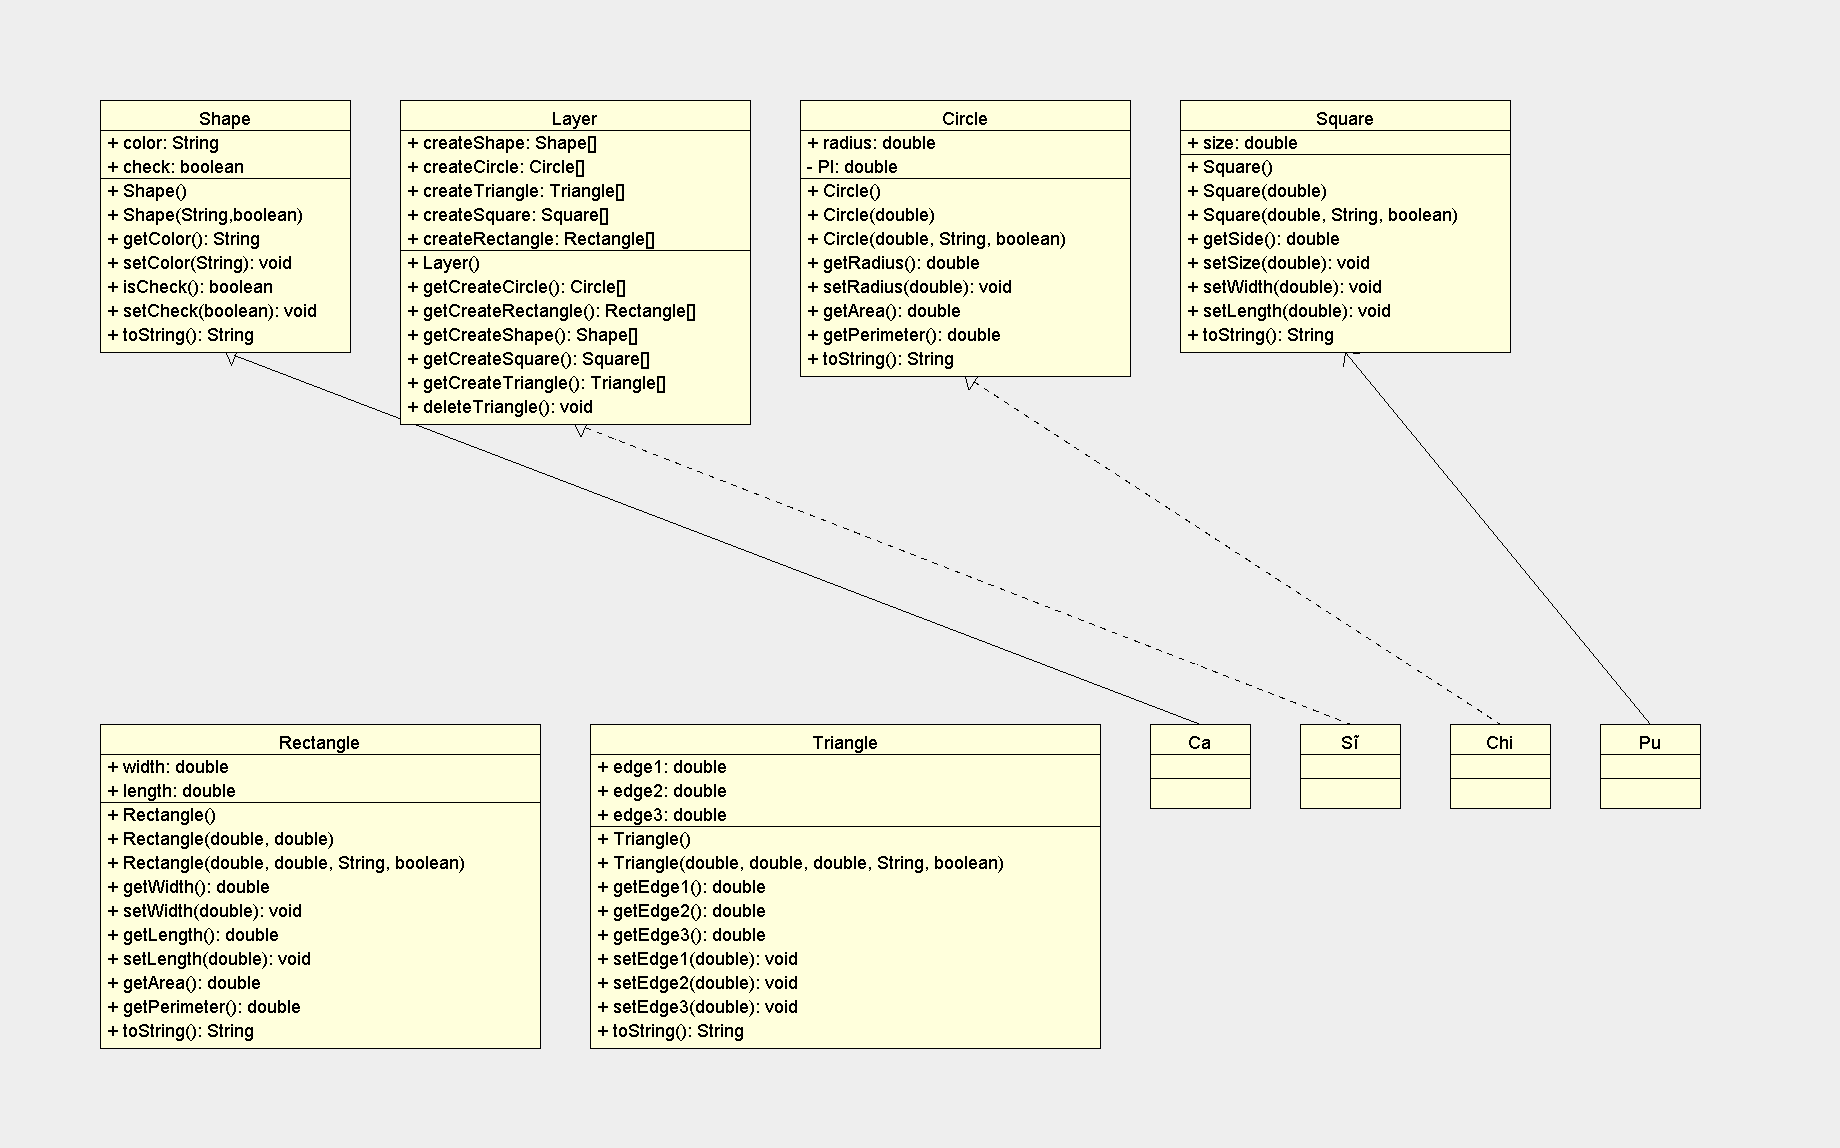 Shape
+ color: String
+ check: boolean
+ Shape()
+ Shape(String,boolean)
+ getColor(): String
+ setColor(String): void
+ isCheck(): boolean
+ setCheck(boolean): void
+ toString(): String
Layer
+ createShape: Shape[]
+ createCircle: Circle[]
+ createTriangle: Triangle[]
+ createSquare: Square[]
+ createRectangle: Rectangle[]
+ Layer()
+ getCreateCircle(): Circle[]
+ getCreateRectangle(): Rectangle[]
+ getCreateShape(): Shape[]
+ getCreateSquare(): Square[]
+ getCreateTriangle(): Triangle[]
+ deleteTriangle(): void
Circle
+ radius: double
- PI: double
+ Circle()
+ Circle(double)
+ Circle(double, String, boolean)
+ getRadius(): double
+ setRadius(double): void
+ getArea(): double
+ getPerimeter(): double
+ toString(): String
Square
+ size: double
+ Square()
+ Square(double)
+ Square(double, String, boolean)
+ getSide(): double
+ setSize(double): void
+ setWidth(double): void
+ setLength(double): void
+ toString(): String
Rectangle
+ width: double
+ length: double
+ Rectangle()
+ Rectangle(double, double)
+ Rectangle(double, double, String, boolean)
+ getWidth(): double
+ setWidth(double): void
+ getLength(): double
+ setLength(double): void
+ getArea(): double
+ getPerimeter(): double
+ toString(): String
Triangle
+ edge1: double
+ edge2: double
+ edge3: double
+ Triangle()
+ Triangle(double, double, double, String, boolean)
+ getEdge1(): double
+ getEdge2(): double
+ getEdge3(): double
+ setEdge1(double): void
+ setEdge2(double): void
+ setEdge3(double): void
+ toString(): String
Ca
Sĩ
Chi
Pu